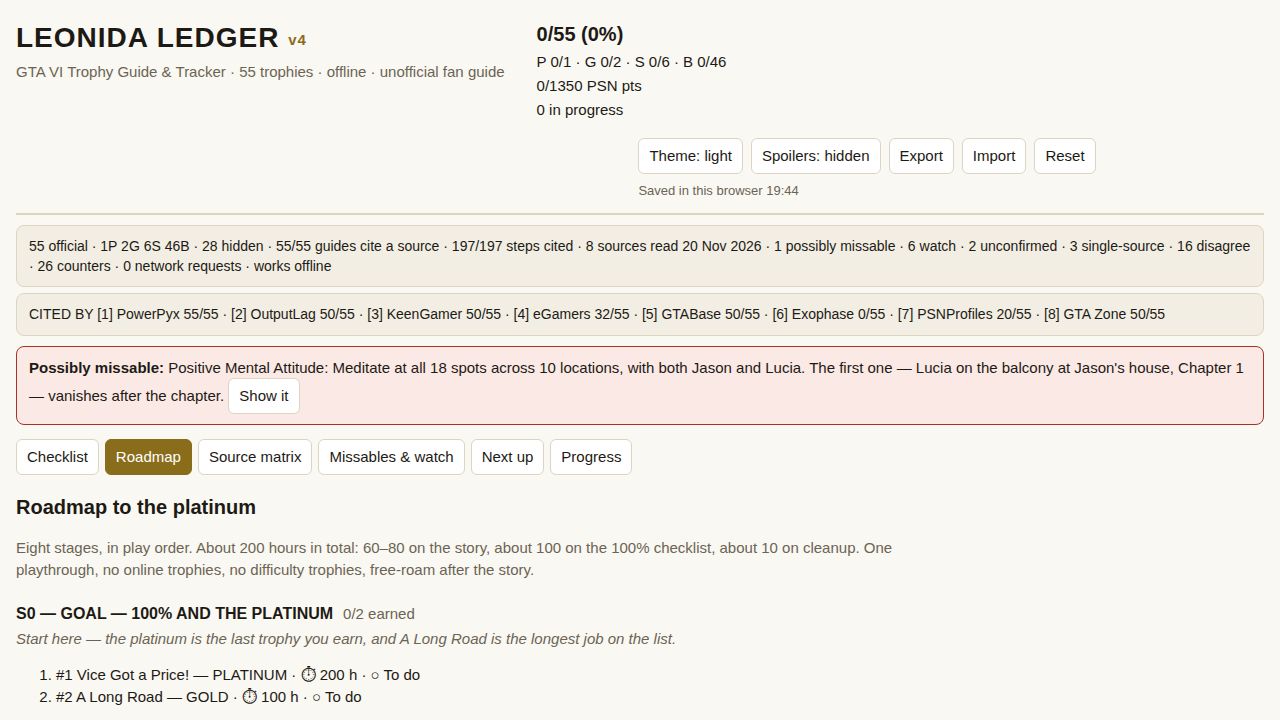 LEONIDA LEDGER v4
GTA VI Trophy Guide & Tracker · 55 trophies · offline · unofficial fan guide
0/55 (0%)
P 0/1 · G 0/2 · S 0/6 · B 0/46
0/1350 PSN pts
0 in progress
Theme: light
Spoilers: hidden
Export
Import
Reset
Saved in this browser 19:44
55 official · 1P 2G 6S 46B · 28 hidden · 55/55 guides cite a source · 197/197 steps cited · 8 sources read 20 Nov 2026 · 1 possibly missable · 6 watch · 2 unconfirmed · 3 single-source · 16 disagree
· 26 counters · 0 network requests · works offline
CITED BY [1] PowerPyx 55/55 · [2] OutputLag 50/55 · [3] KeenGamer 50/55 · [4] eGamers 32/55 · [5] GTABase 50/55 · [6] Exophase 0/55 · [7] PSNProfiles 20/55 · [8] GTA Zone 50/55
Possibly missable: Positive Mental Attitude: Meditate at all 18 spots across 10 locations, with both Jason and Lucia. The first one — Lucia on the balcony at Jason's house, Chapter 1
— vanishes after the chapter. Show it
Checklist
Roadmap
Source matrix
Missables & watch
Next up
Progress
Roadmap to the platinum
Eight stages, in play order. About 200 hours in total: 60–80 on the story, about 100 on the 100% checklist, about 10 on cleanup. One
playthrough, no online trophies, no difficulty trophies, free-roam after the story.
S0 — GOAL — 100% AND THE PLATINUM 0/2 earned
Start here — the platinum is the last trophy you earn, and A Long Road is the longest job on the list.
1. #1 Vice Got a Price! — PLATINUM · ⏱ 200 h · ○ To do
2. #2 A Long Road — GOLD · ⏱ 100 h · ○ To do